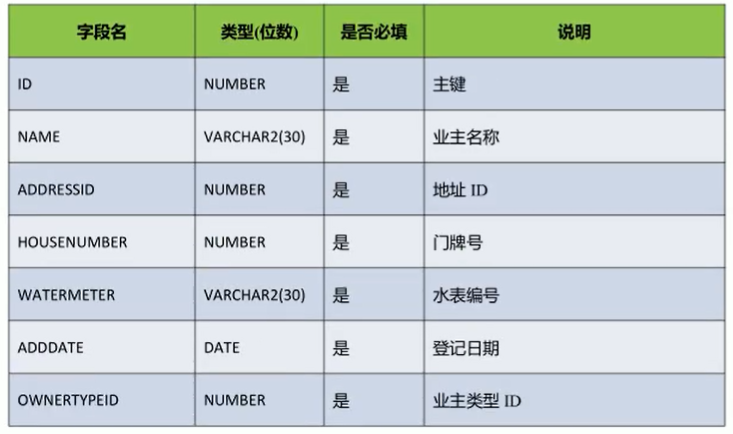 字段名 类型(位数) 是否必填 说明
ID NUMBER 是 主键
NAME VARCHAR2(30) 是 业主名称
ADDRESSID NUMBER 是 地址 ID
HOUSENUMBER NUMBER 是 门牌号
WATERMETER VARCHAR2(30) 是 水表编号
ADDDATE DATE 是 登记日期
OWNERTYPEID NUMBER 是 业主类型 ID